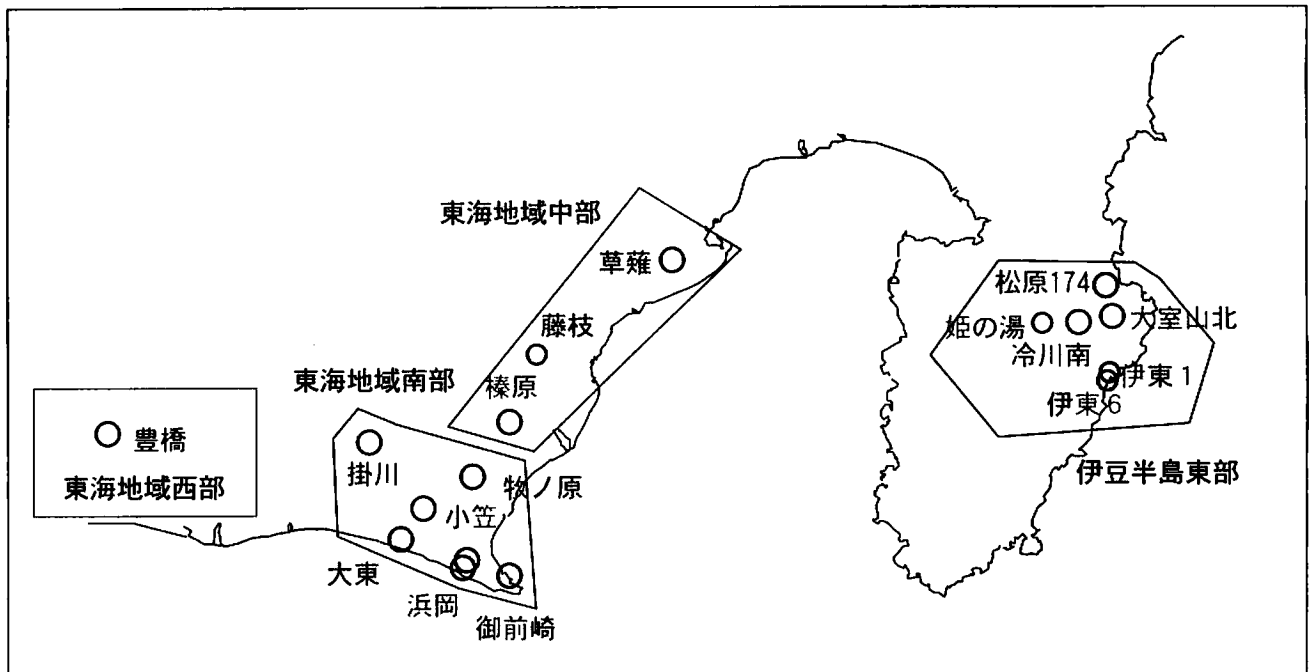 東海地域中部
草薙
藤枝
榛原
東海地域南部
掛川
牧ノ原
小笠
大東
浜岡
御前崎
豊橋
東海地域西部
松原174
姫の湯
大室山北
冷川南
伊東1
伊東6
伊豆半島東部